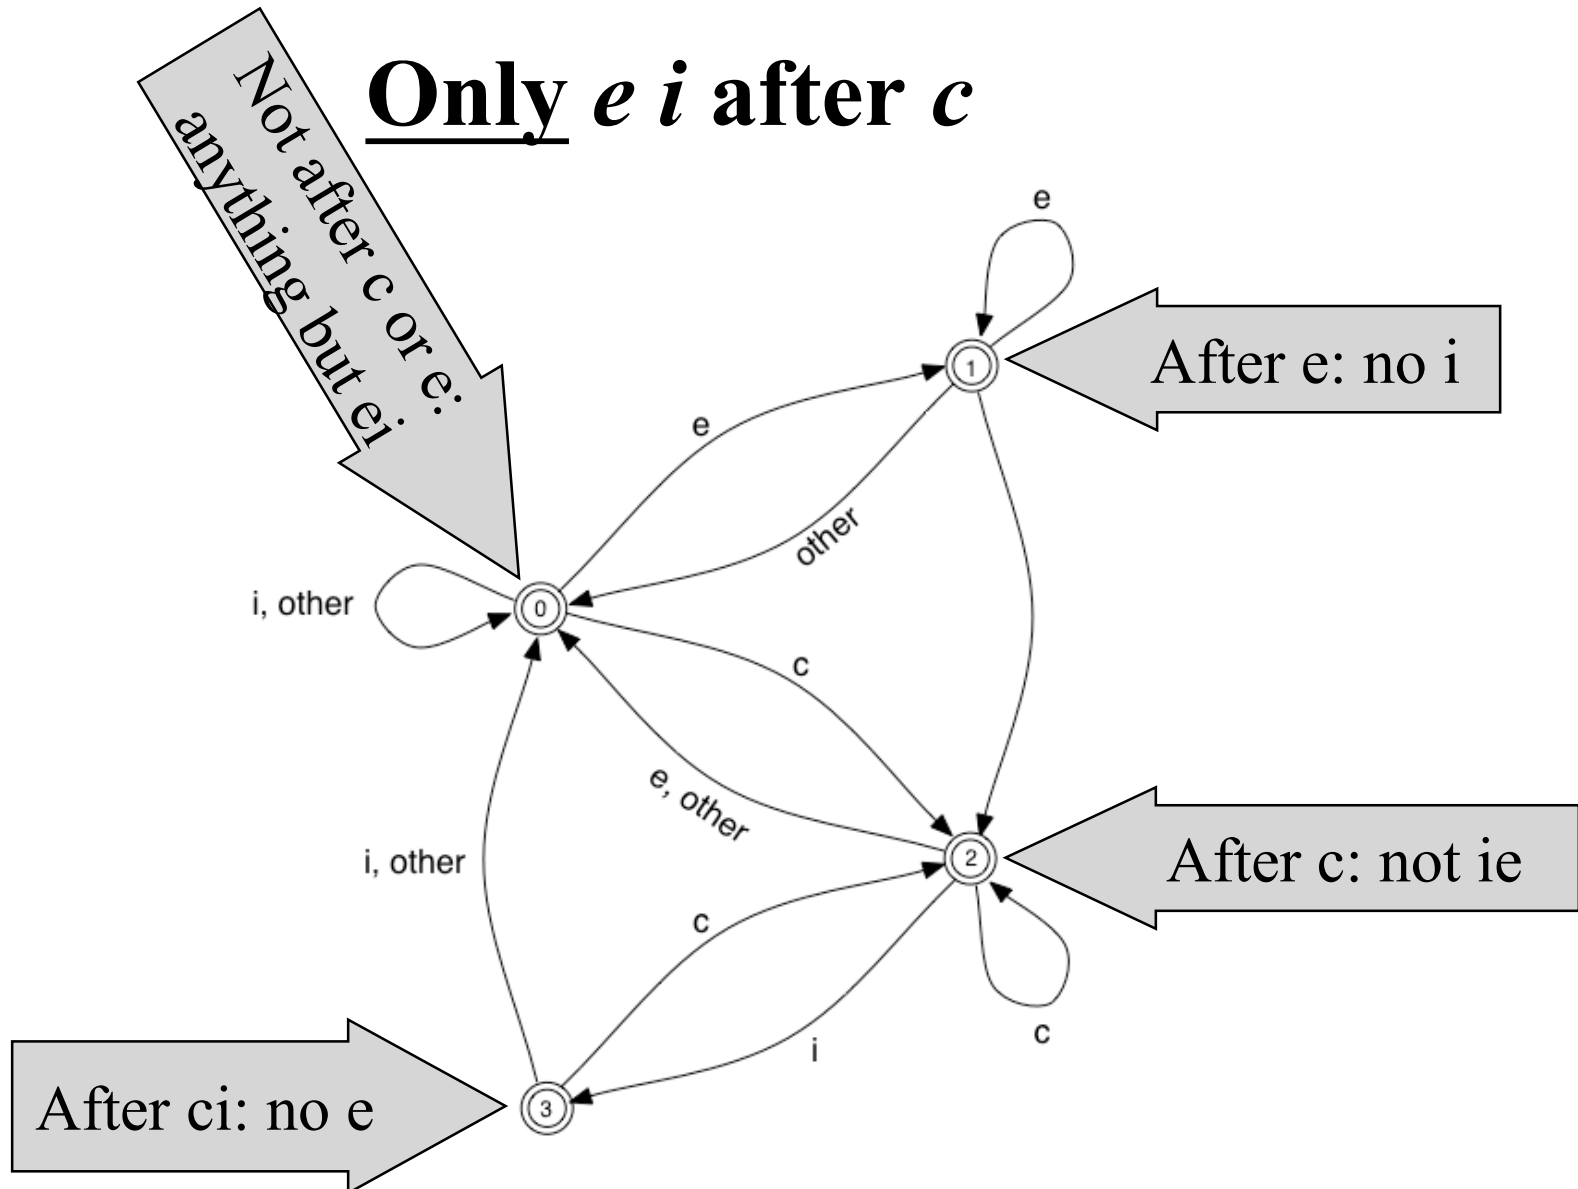 Only e i after c
Not after c or e:
anything but ei
e
1
After e: no i
e
other
i, other
0
c
e, other
i, other
2
After c: not ie
c
c
i
After ci: no e
3